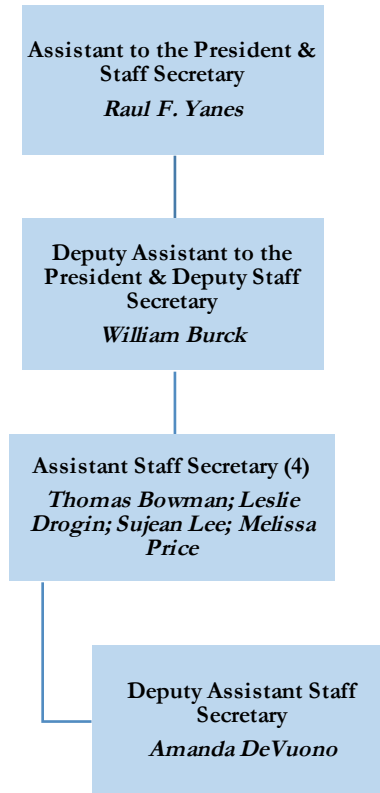 Assistant to the President &
Staff Secretary
Raul F. Yanes
Deputy Assistant to the
President & Deputy Staff
Secretary
William Burck
Assistant Staff Secretary (4)
Thomas Bowman; Leslie
Drogin; Sujean Lee; Melissa
Price
Deputy Assistant Staff
Secretary
Amanda DeVuono